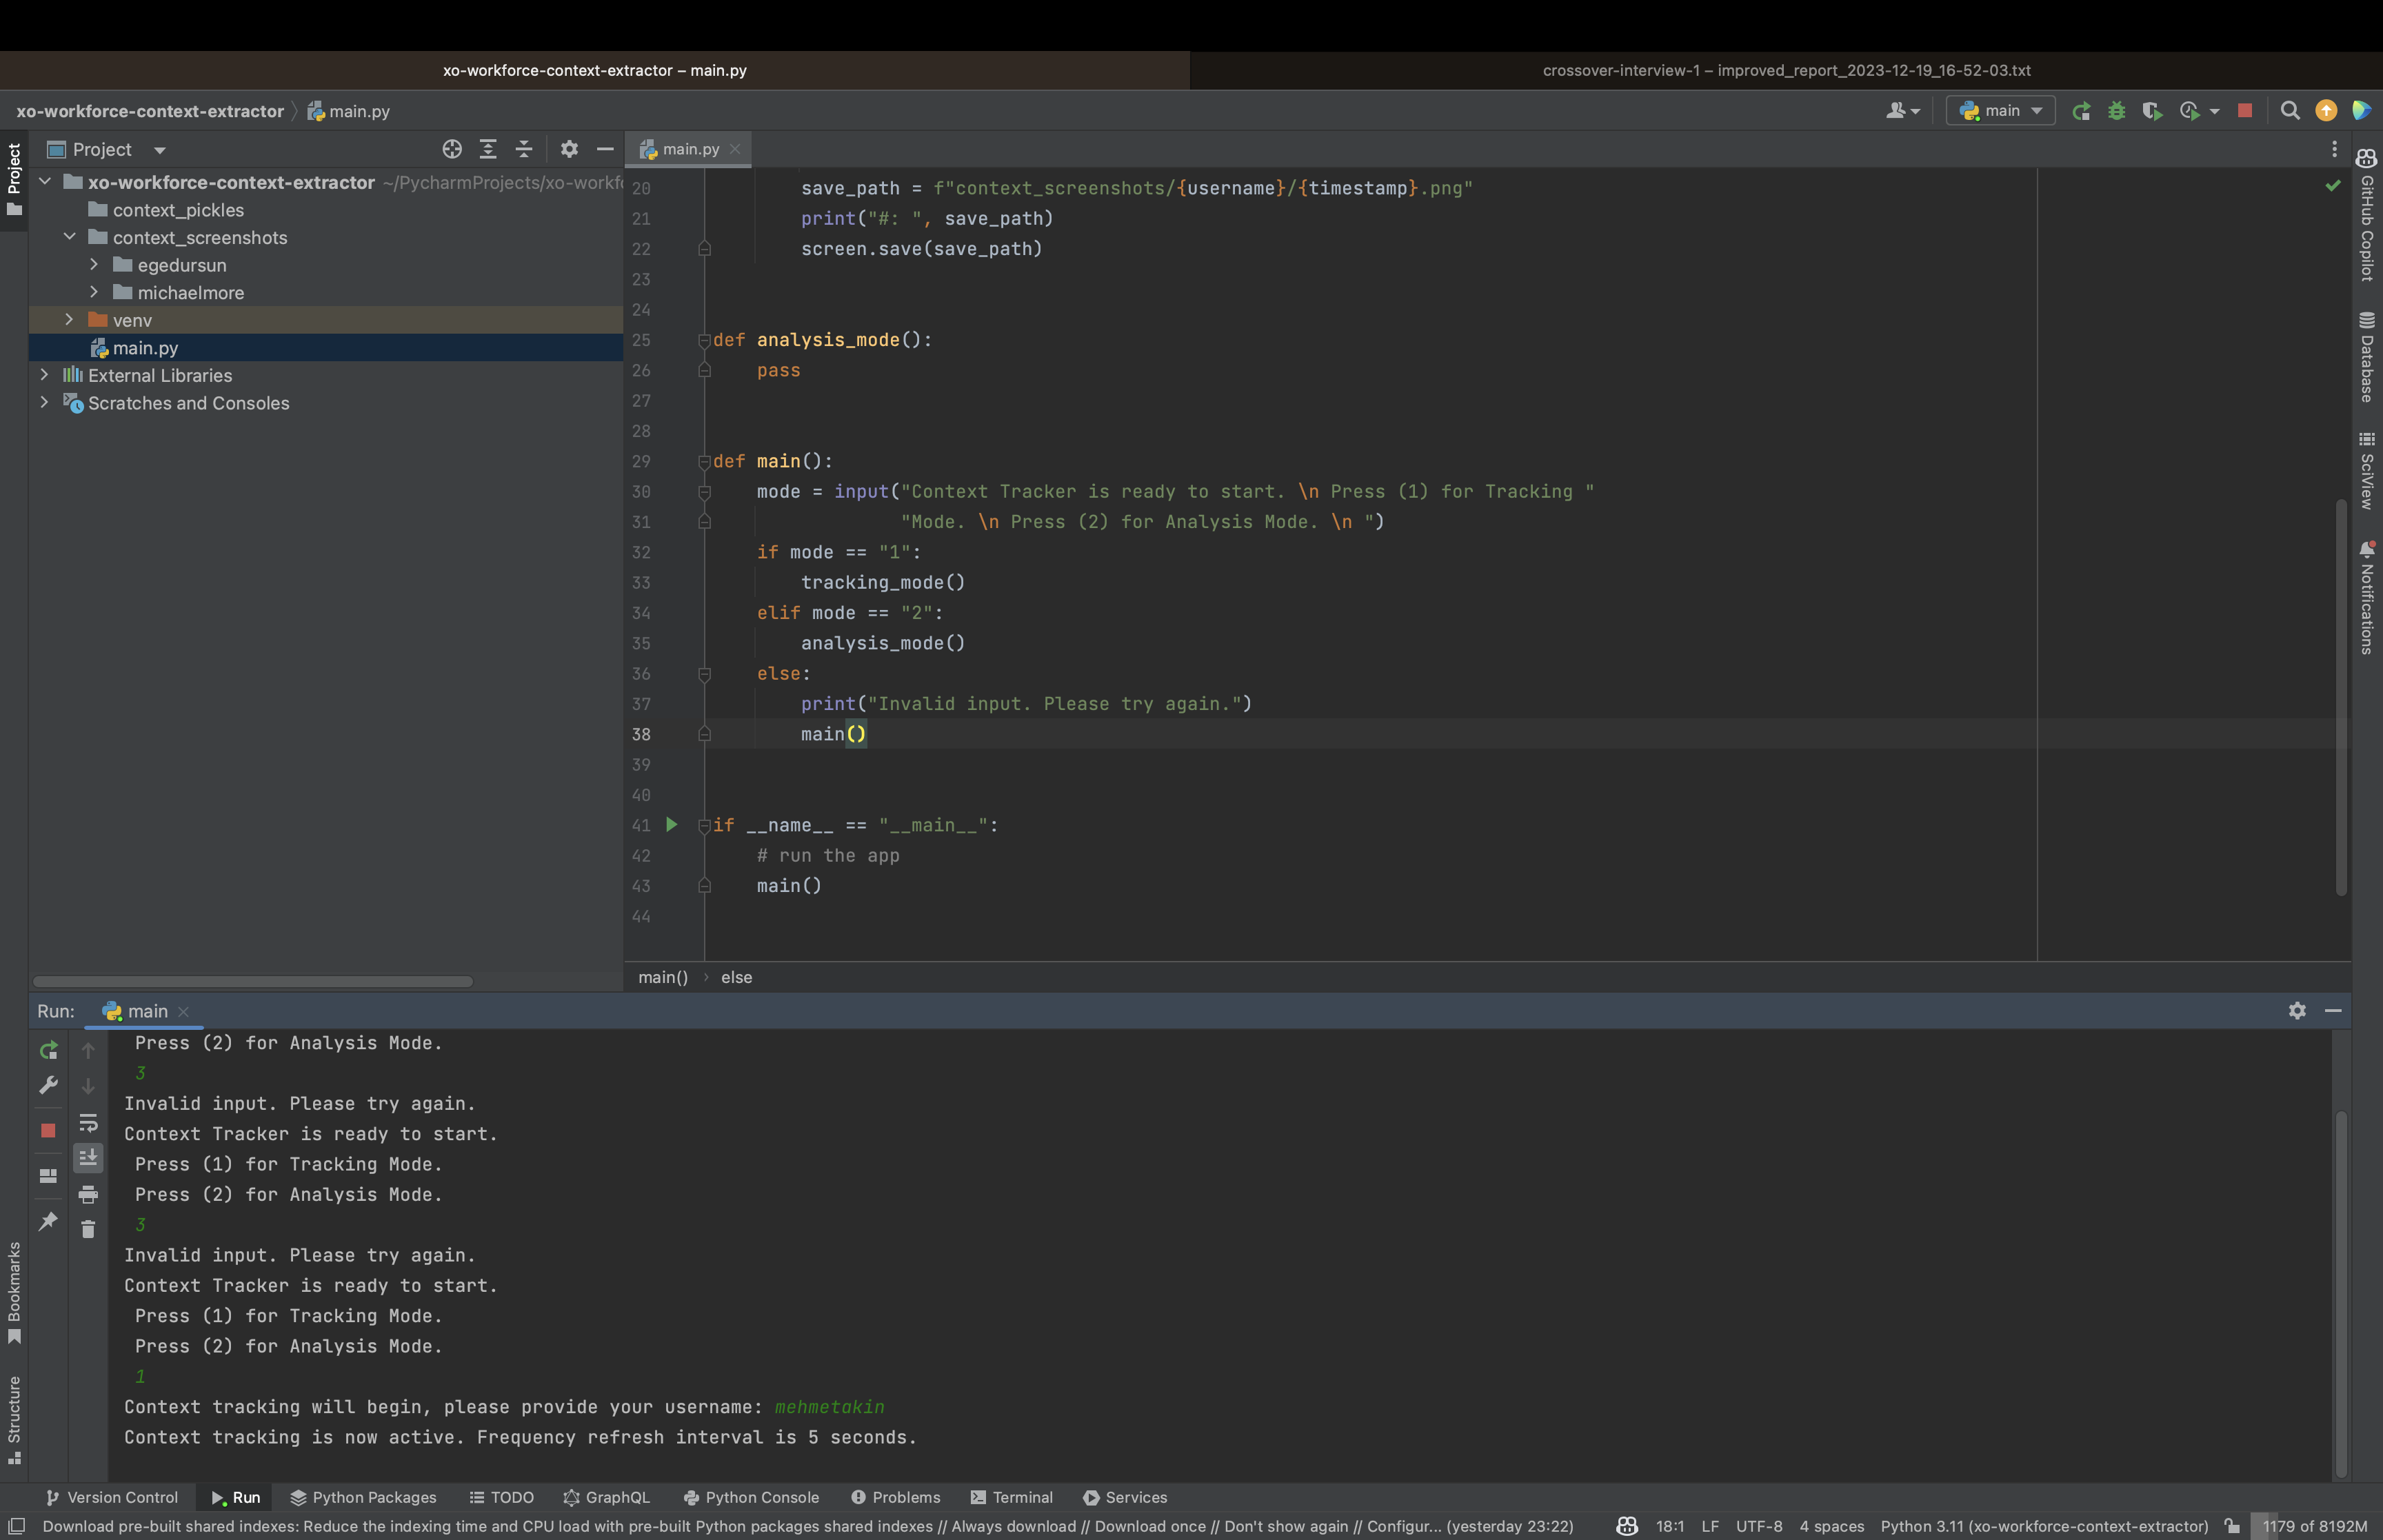 xo-workforce-context-extractor – main.py
crossover-interview-1 – improved_report_2023-12-19_16-52-03.txt
xo-workforce-context-extractor
main.py
main
Project
Project
main.py
xo-workforce-context-extractor ~/PycharmProjects/xo-workf
context_pickles
context_screenshots
egedursun
michaelmore
venv
main.py
External Libraries
Scratches and Consoles
20 save_path = f"context_screenshots/{username}/{timestamp}.png"
21 print("#: ", save_path)
22 screen.save(save_path)
23
24
25 def analysis_mode():
26 pass
27
28
29 def main():
30 mode = input("Context Tracker is ready to start. \n Press (1) for Tracking "
31 "Mode. \n Press (2) for Analysis Mode. \n ")
32 if mode == "1":
33 tracking_mode()
34 elif mode == "2":
35 analysis_mode()
36 else:
37 print("Invalid input. Please try again.")
38 main()
39
40
41 if __name__ == "__main__":
42 # run the app
43 main()
44
main() › else
GitHub Copilot
Database
SciView
Notifications
Run: main
Press (2) for Analysis Mode.
3
Invalid input. Please try again.
Context Tracker is ready to start.
Press (1) for Tracking Mode.
Press (2) for Analysis Mode.
3
Invalid input. Please try again.
Context Tracker is ready to start.
Press (1) for Tracking Mode.
Press (2) for Analysis Mode.
1
Context tracking will begin, please provide your username: mehmetakin
Context tracking is now active. Frequency refresh interval is 5 seconds.
Bookmarks
Structure
Version Control Run Python Packages TODO GraphQL Python Console Problems Terminal Services
Download pre-built shared indexes: Reduce the indexing time and CPU load with pre-built Python packages shared indexes // Always download // Download once // Don't show again // Configur... (yesterday 23:22) 18:1 LF UTF-8 4 spaces Python 3.11 (xo-workforce-context-extractor) 1179 of 8192M